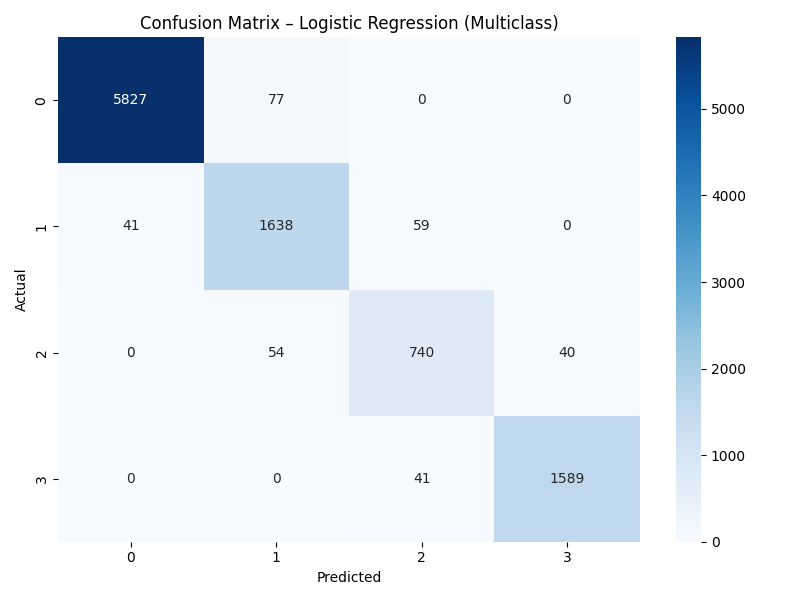 Confusion Matrix – Logistic Regression (Multiclass)
0 5827 77 0 0
1 41 1638 59 0
2 0 54 740 40
3 0 0 41 1589
0 1 2 3
Predicted
Actual
5000
4000
3000
2000
1000
0